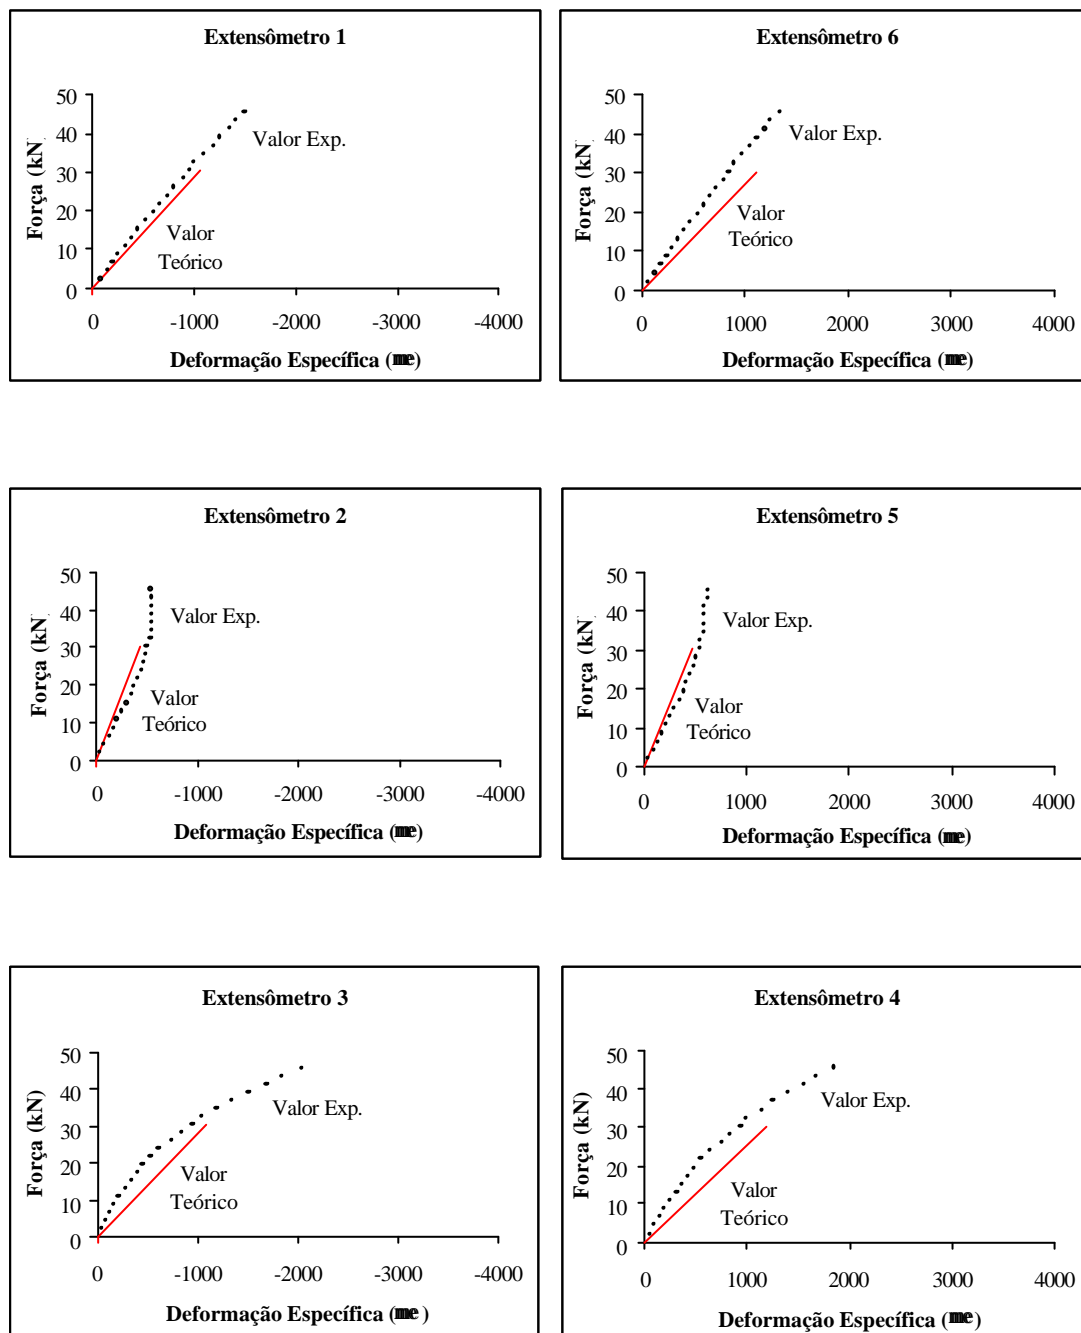 Extensômetro 1
50
40
30
20
10
0
Força (kN
Valor Exp.
Valor
Teórico
0 -1000 -2000 -3000 -4000
Deformação Específica (me)
Extensômetro 6
50
40
30
20
10
0
Força (kN
Valor Exp.
Valor
Teórico
0 1000 2000 3000 4000
Deformação Específica (me)
Extensômetro 2
50
40
30
20
10
0
Força (kN
Valor Exp.
Valor
Teórico
0 -1000 -2000 -3000 -4000
Deformação Específica (me)
Extensômetro 5
50
40
30
20
10
0
Força (kN
Valor Exp.
Valor
Teórico
0 1000 2000 3000 4000
Deformação Específica (me)
Extensômetro 3
50
40
30
20
10
0
Força (kN)
Valor Exp.
Valor
Teórico
0 -1000 -2000 -3000 -4000
Deformação Específica (me )
Extensômetro 4
50
40
30
20
10
0
Força (kN)
Valor Exp.
Valor
Teórico
0 1000 2000 3000 4000
Deformação Específica (me)